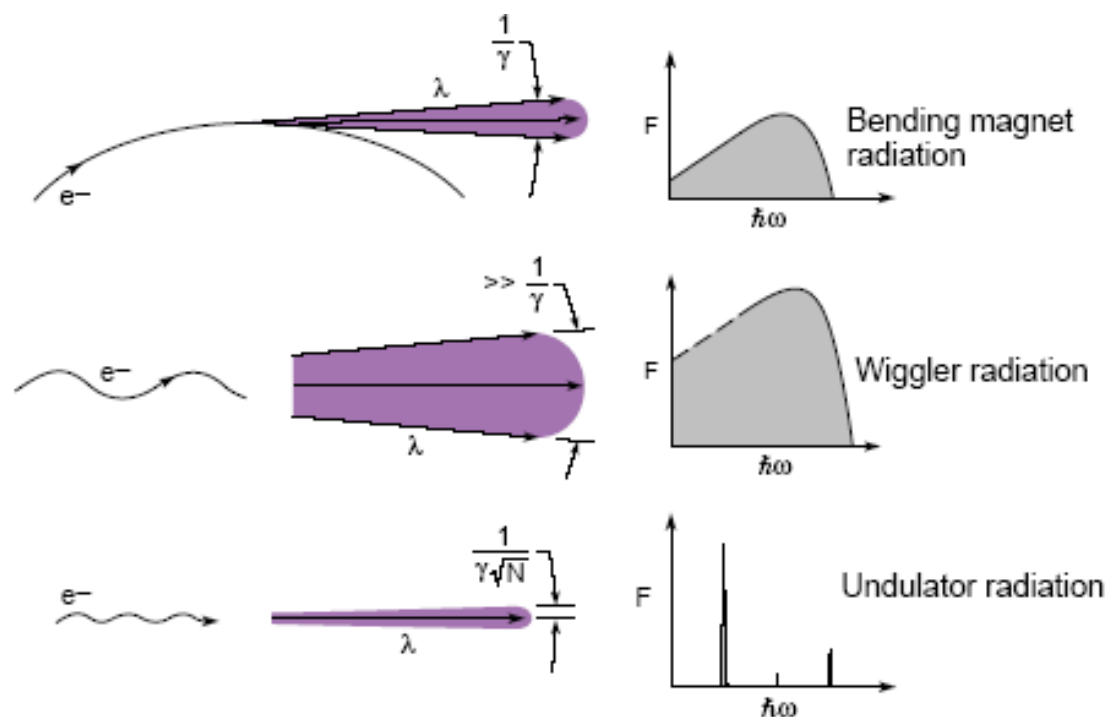 1/γ
λ
e–
F
ħω
Bending magnet
radiation
>> 1/γ
e–
λ
F
ħω
Wiggler radiation
1/γ√N
e–
λ
F
ħω
Undulator radiation